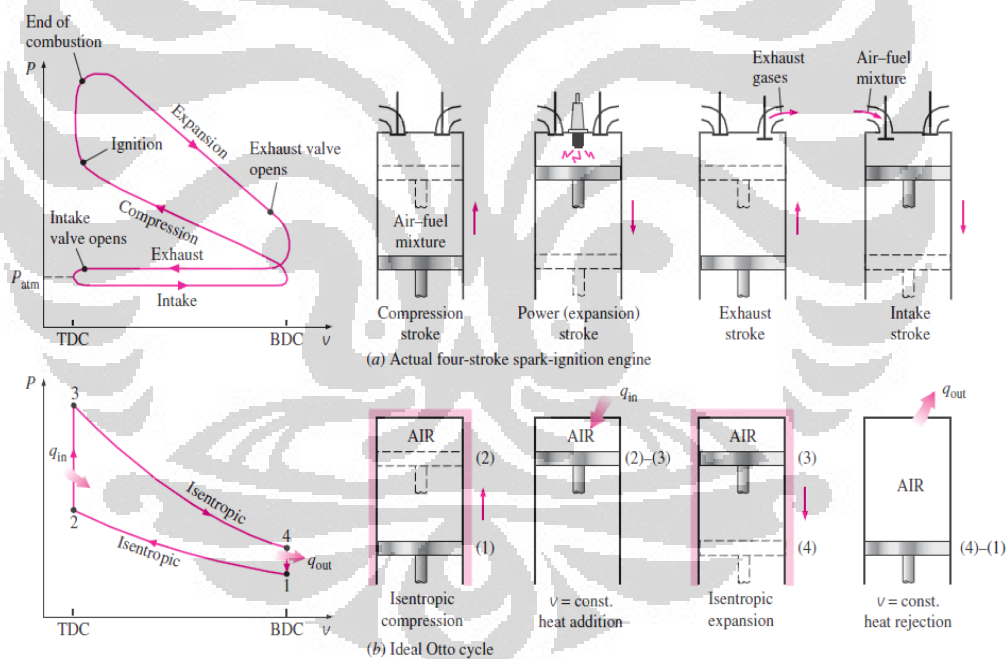 End of
combustion
P
Ignition
Expansion
Exhaust valve
opens
Compression
Intake
valve opens
Exhaust
Patm
Intake
TDC
BDC
v
Exhaust
gases
Air–fuel
mixture
Air–fuel
mixture
Compression
stroke
Power (expansion)
stroke
Exhaust
stroke
Intake
stroke
(a) Actual four-stroke spark-ignition engine
P
3
qin
2
Isentropic
Isentropic
4
qout
1
TDC
BDC
v
AIR
(2)
(1)
Isentropic
compression
qin
AIR
(2)–(3)
v = const.
heat addition
AIR
(3)
(4)
Isentropic
expansion
qout
AIR
(4)–(1)
v = const.
heat rejection
(b) Ideal Otto cycle